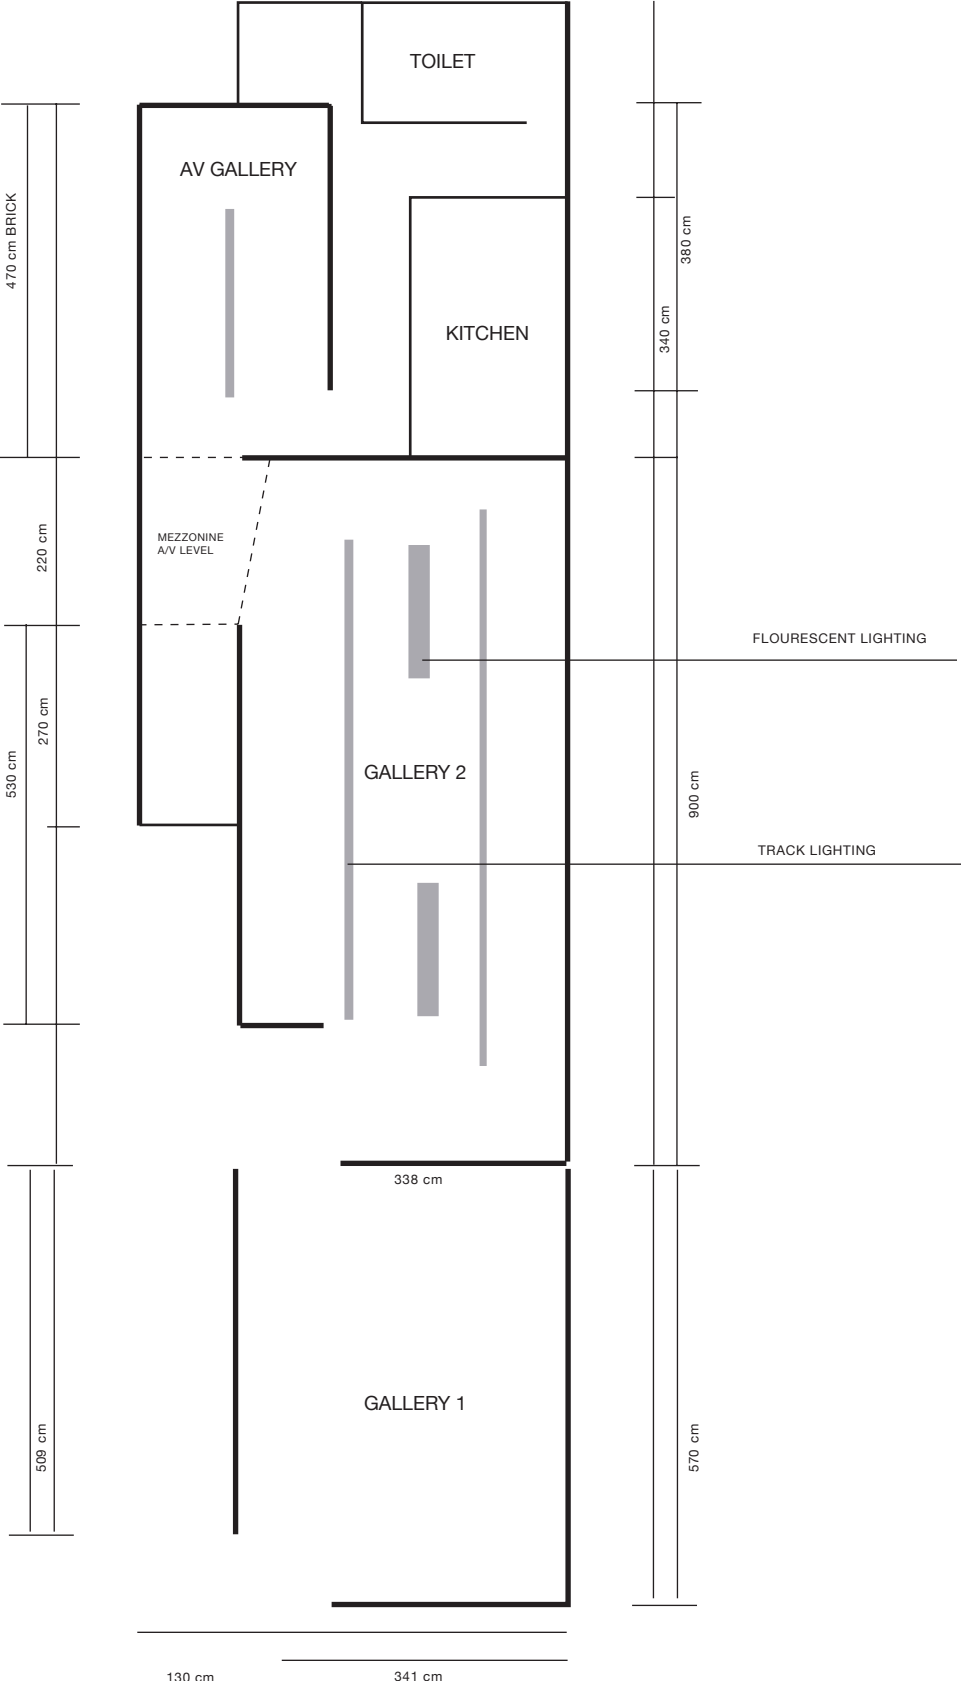 TOILET
AV GALLERY
470 cm BRICK
380 cm
340 cm
KITCHEN
220 cm
MEZZONINE
A/V LEVEL
FLOURESCENT LIGHTING
270 cm
530 cm
GALLERY 2
900 cm
TRACK LIGHTING
338 cm
GALLERY 1
509 cm
570 cm
130 cm
341 cm